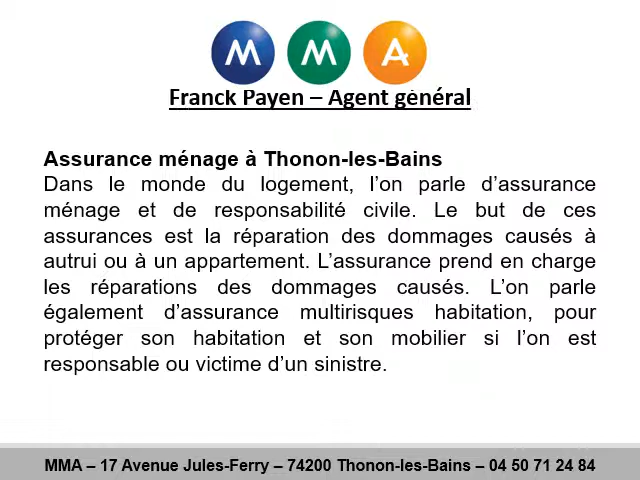 M M A
Franck Payen – Agent général
Assurance ménage à Thonon-les-Bains
Dans le monde du logement, l’on parle d’assurance
ménage et de responsabilité civile. Le but de ces
assurances est la réparation des dommages causés à
autrui ou à un appartement. L’assurance prend en charge
les réparations des dommages causés. L’on parle
également d’assurance multirisques habitation, pour
protéger son habitation et son mobilier si l’on est
responsable ou victime d’un sinistre.
MMA – 17 Avenue Jules-Ferry – 74200 Thonon-les-Bains – 04 50 71 24 84